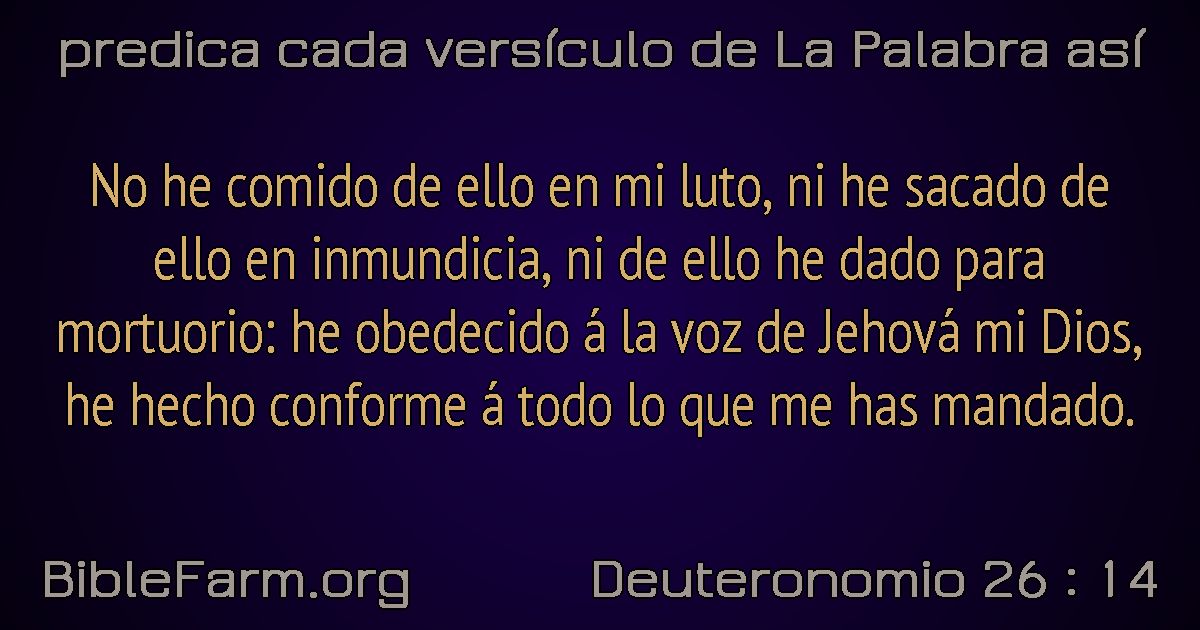 predica cada versículo de La Palabra así
No he comido de ello en mi luto, ni he sacado de
ello en inmundicia, ni de ello he dado para
mortuorio: he obedecido á la voz de Jehová mi Dios,
he hecho conforme á todo lo que me has mandado.
BibleFarm.org
Deuteronomio 26 : 14